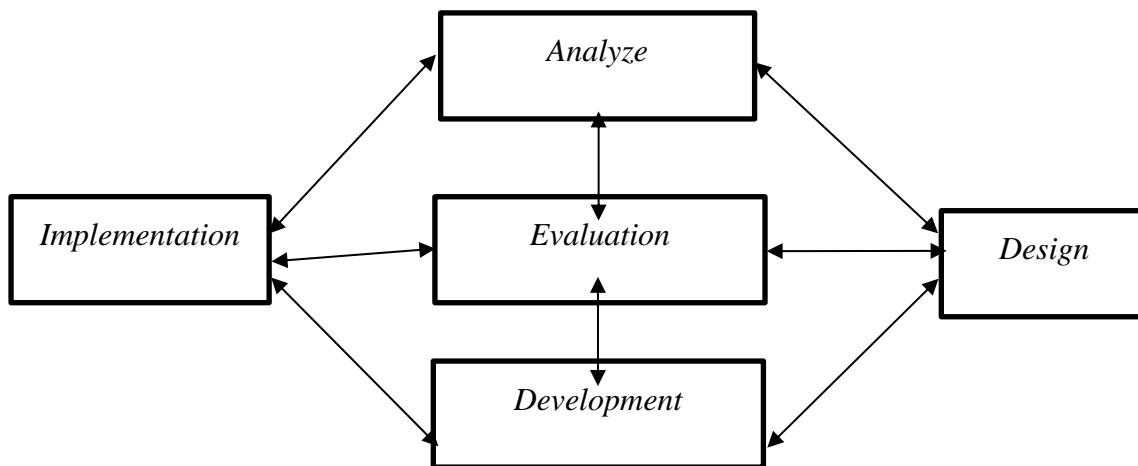 Analyze
Implementation
Evaluation
Design
Development